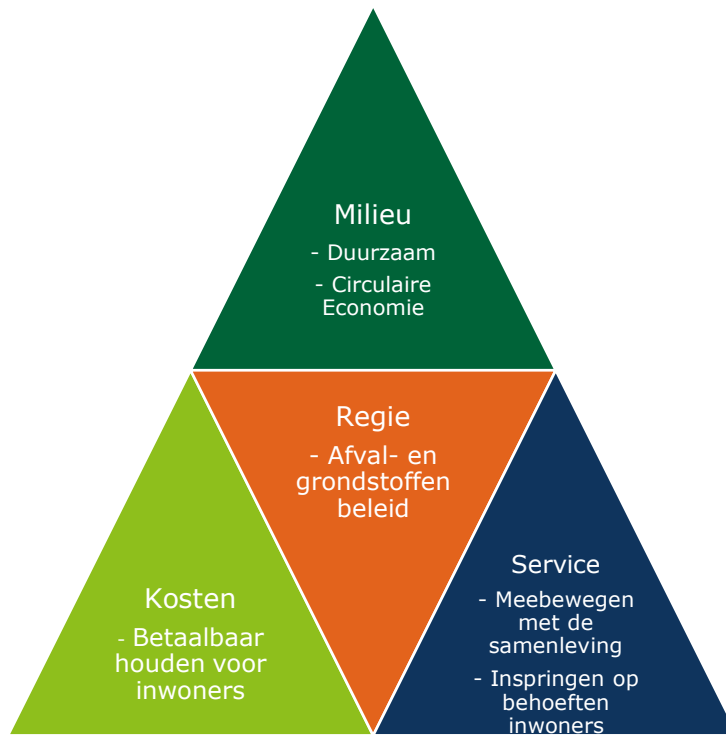 Milieu
- Duurzaam
- Circulaire
Economie
Regie
- Afval- en
grondstoffen
beleid
Kosten
- Betaalbaar
houden voor
inwoners
Service
- Meebewegen
met de
samenleving
- Inspringen op
behoeften
inwoners